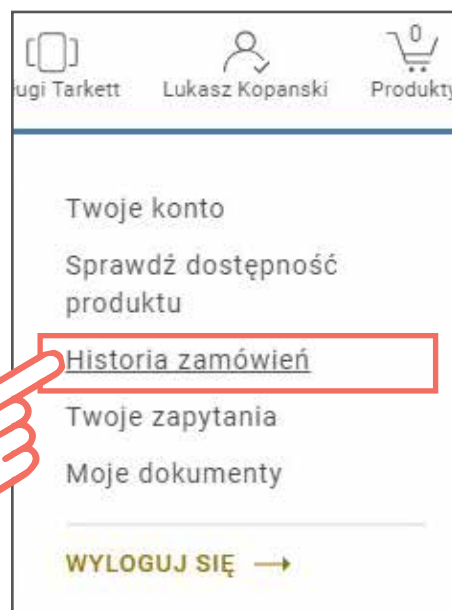 0
ugi Tarkett Lukasz Kopanski Produkty
Twoje konto
Sprawdź dostępność
produktu
Historia zamówień
Twoje zapytania
Moje dokumenty
WYLOGUJ SIĘ →